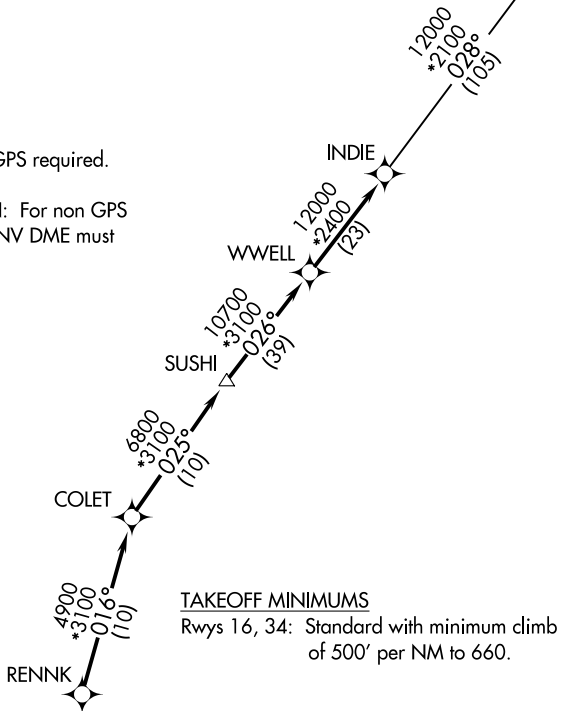 12000
*2100
028°
(105)
GPS required.
INDIE
: For non GPS
NV DME must
12000
*2400
(23)
WWELL
10700
*3100
026°
(39)
SUSHI
6800
*3100
025°
(10)
COLET
4900
*3100
016°
(10)
TAKEOFF MINIMUMS
Rwys 16, 34: Standard with minimum climb
of 500' per NM to 660.
RENNK